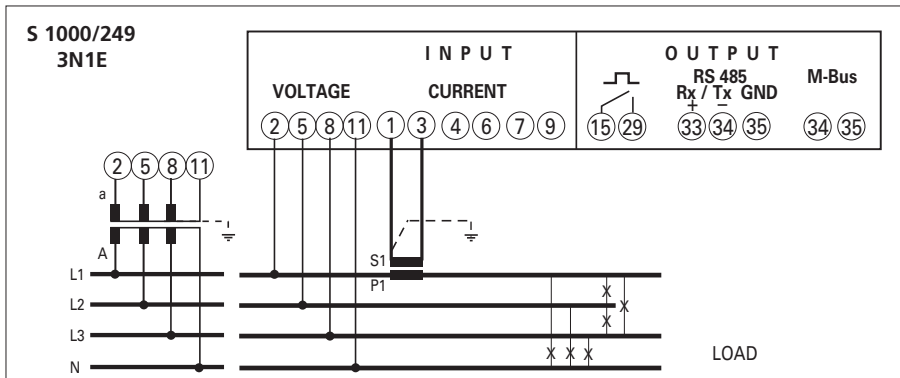 S 1000/249
3N1E
INPUT
OUTPUT
VOLTAGE
CURRENT
RS 485
Rx / Tx GND
+ −
M-Bus
2 5 8 11 1 3 4 6 7 9
15 29 33 34 35 34 35
2 5 8 11
a
A
S1
P1
L1
L2
L3
N
X
X X
X
X X X
LOAD